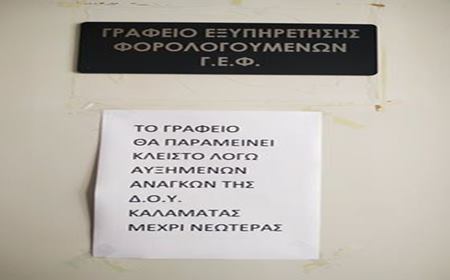 ΓΡΑΦΕΙΟ ΕΞΥΠΗΡΕΤΗΣΗΣ
ΦΟΡΟΛΟΓΟΥΜΕΝΩΝ
Γ.Ε.Φ.
ΤΟ ΓΡΑΦΕΙΟ
ΘΑ ΠΑΡΑΜΕΙΝΕΙ
ΚΛΕΙΣΤΟ ΛΟΓΩ
ΑΥΞΗΜΕΝΩΝ
ΑΝΑΓΚΩΝ ΤΗΣ
Δ.Ο.Υ.
ΚΑΛΑΜΑΤΑΣ
ΜΕΧΡΙ ΝΕΩΤΕΡΑΣ